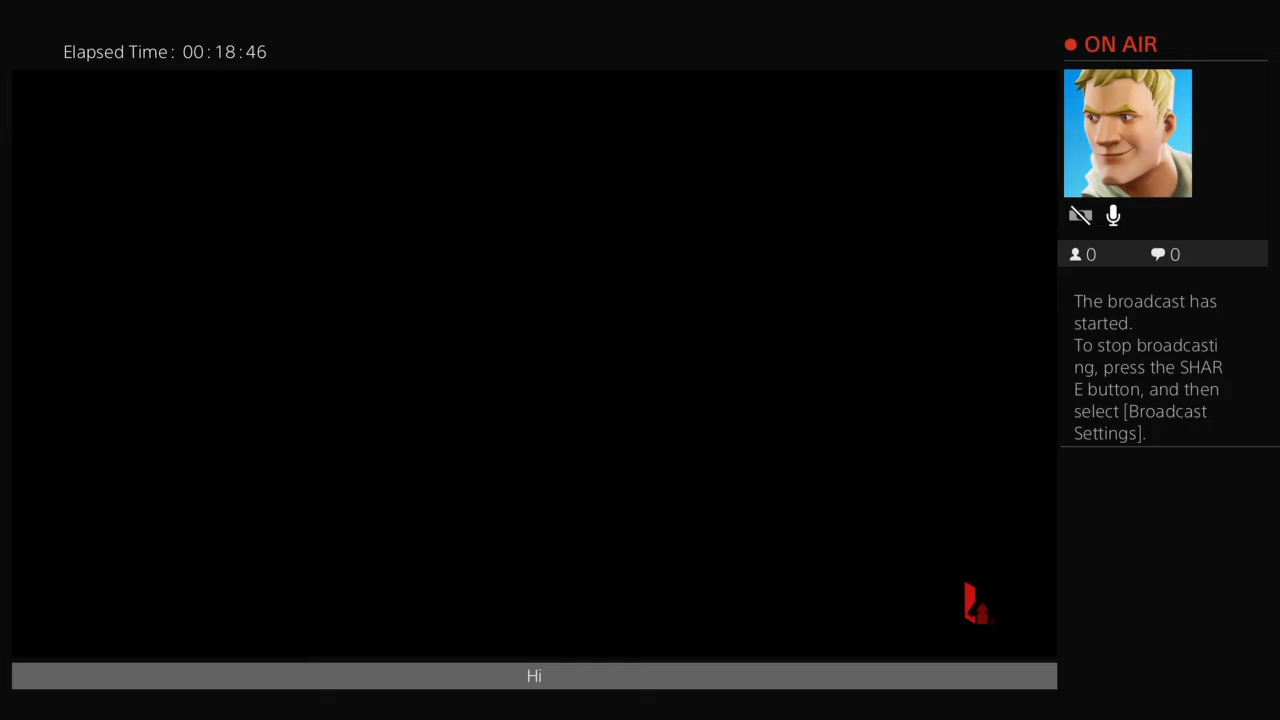 Elapsed Time: 00:18:46
ON AIR
0 0
The broadcast has
started.
To stop broadcasti
ng, press the SHAR
E button, and then
select [Broadcast
Settings].
Hi